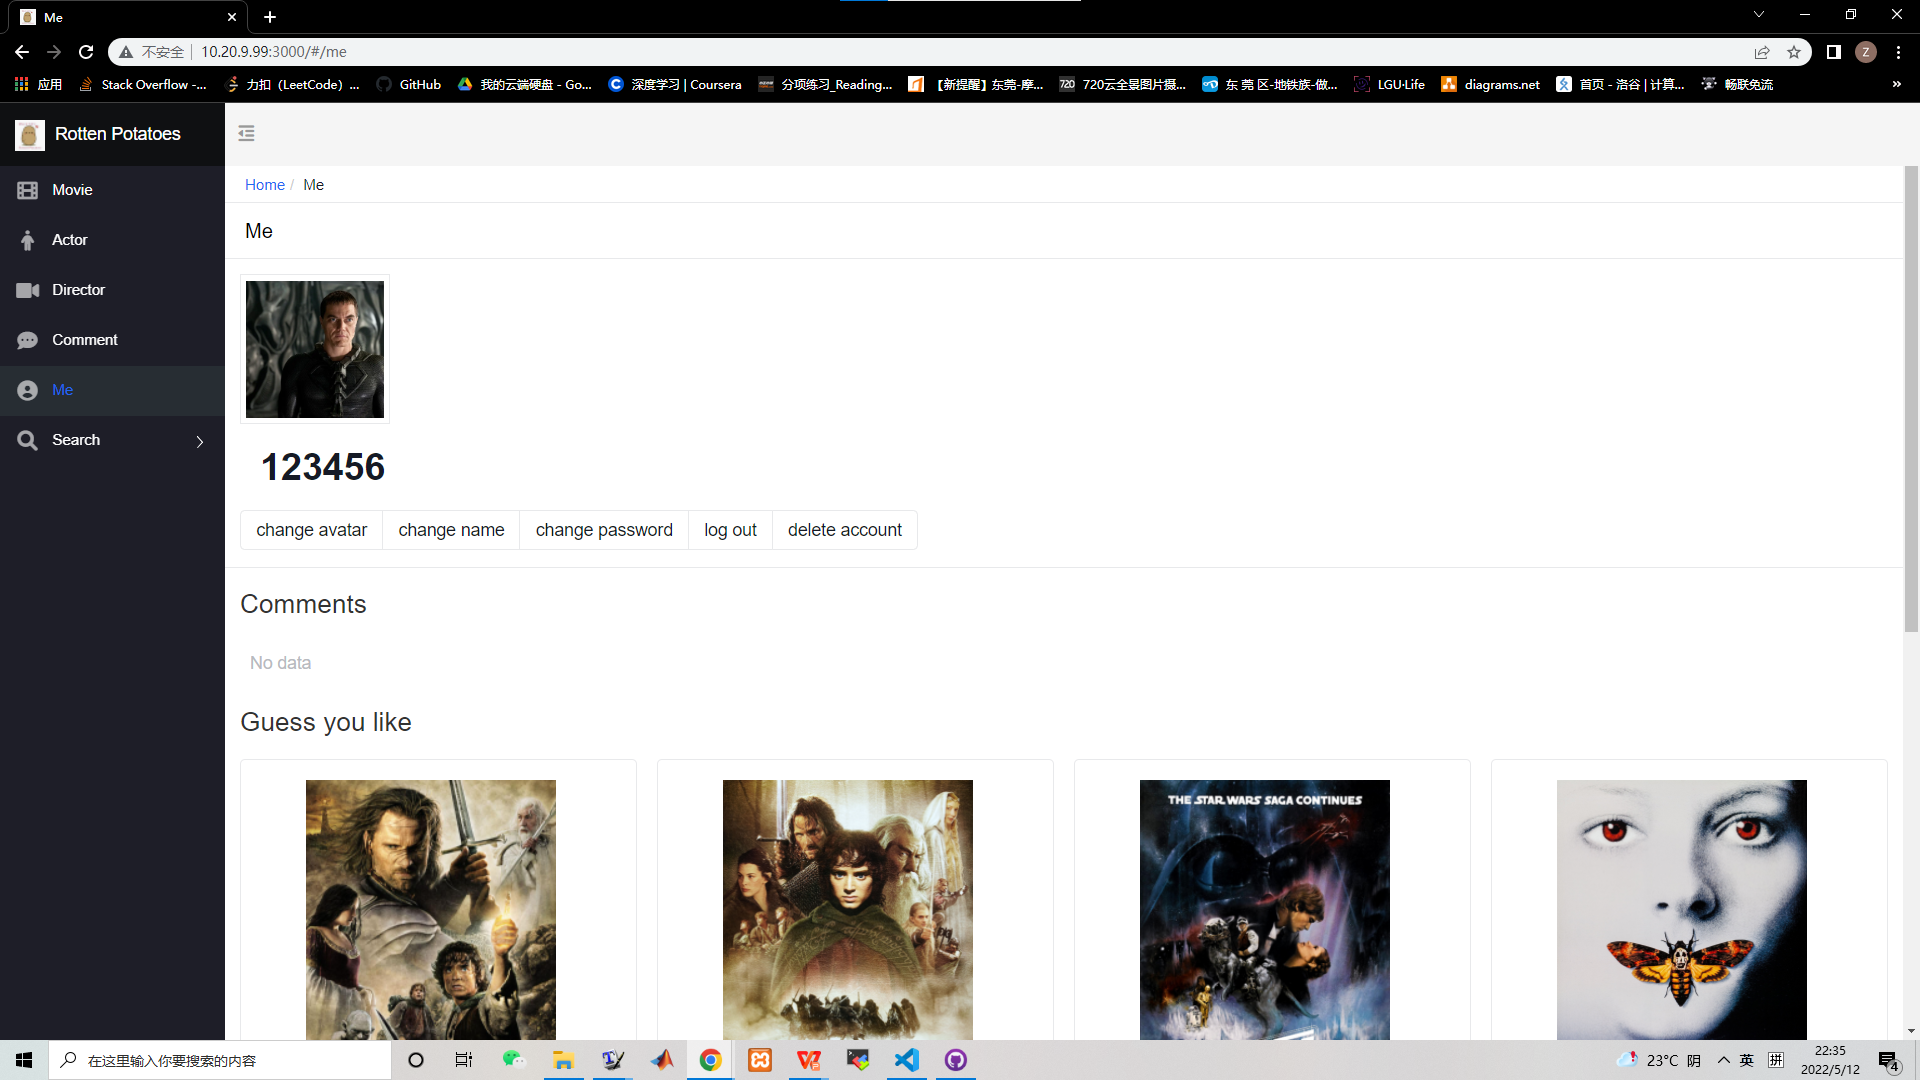 Me
不安全 10.20.9.99:3000/#/me
Z
应用 Stack Overflow -... 力扣（LeetCode）... GitHub 我的云端硬盘 - Go... 深度学习 | Coursera 分项练习_Reading,... 【新提醒】东莞-摩... 720云全景图片摄... 东 莞 区-地铁族-做... LGU·Life diagrams.net 首页 - 洛谷 | 计算... 畅联免流 »
Rotten Potatoes
Movie
Actor
Director
Comment
Me
Search
Home / Me
Me
123456
change avatar change name change password log out delete account
Comments
No data
Guess you like
THE STAR WARS SAGA CONTINUES
在这里输入你要搜索的内容
23°C 阴 英 拼
22:35
2022/5/12
4